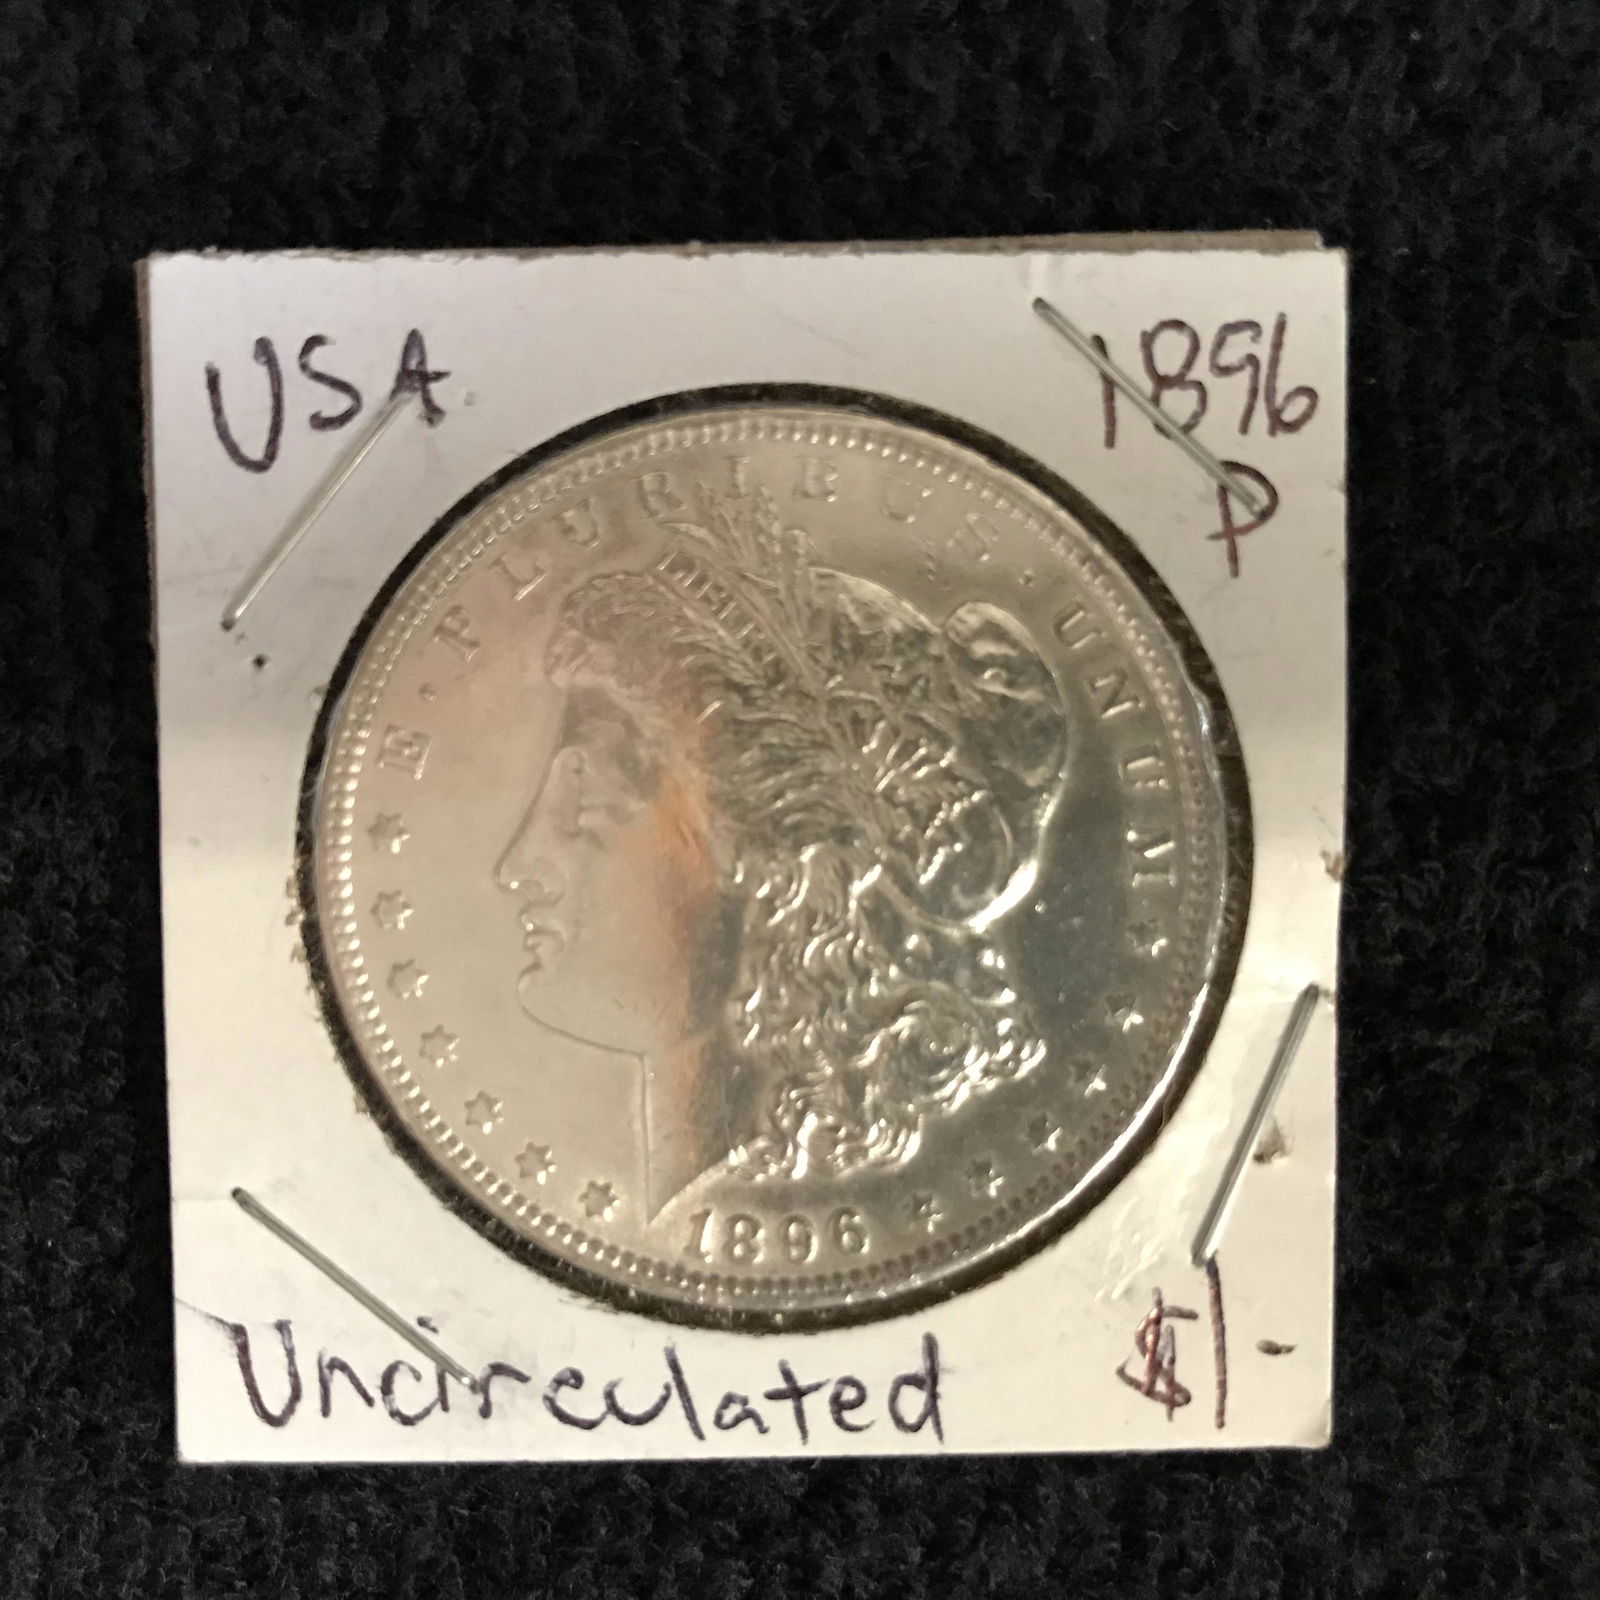 USA
1896
P
E · PLURIBUS · UNUM
LIBERTY
1896
Uncirculated
$1-